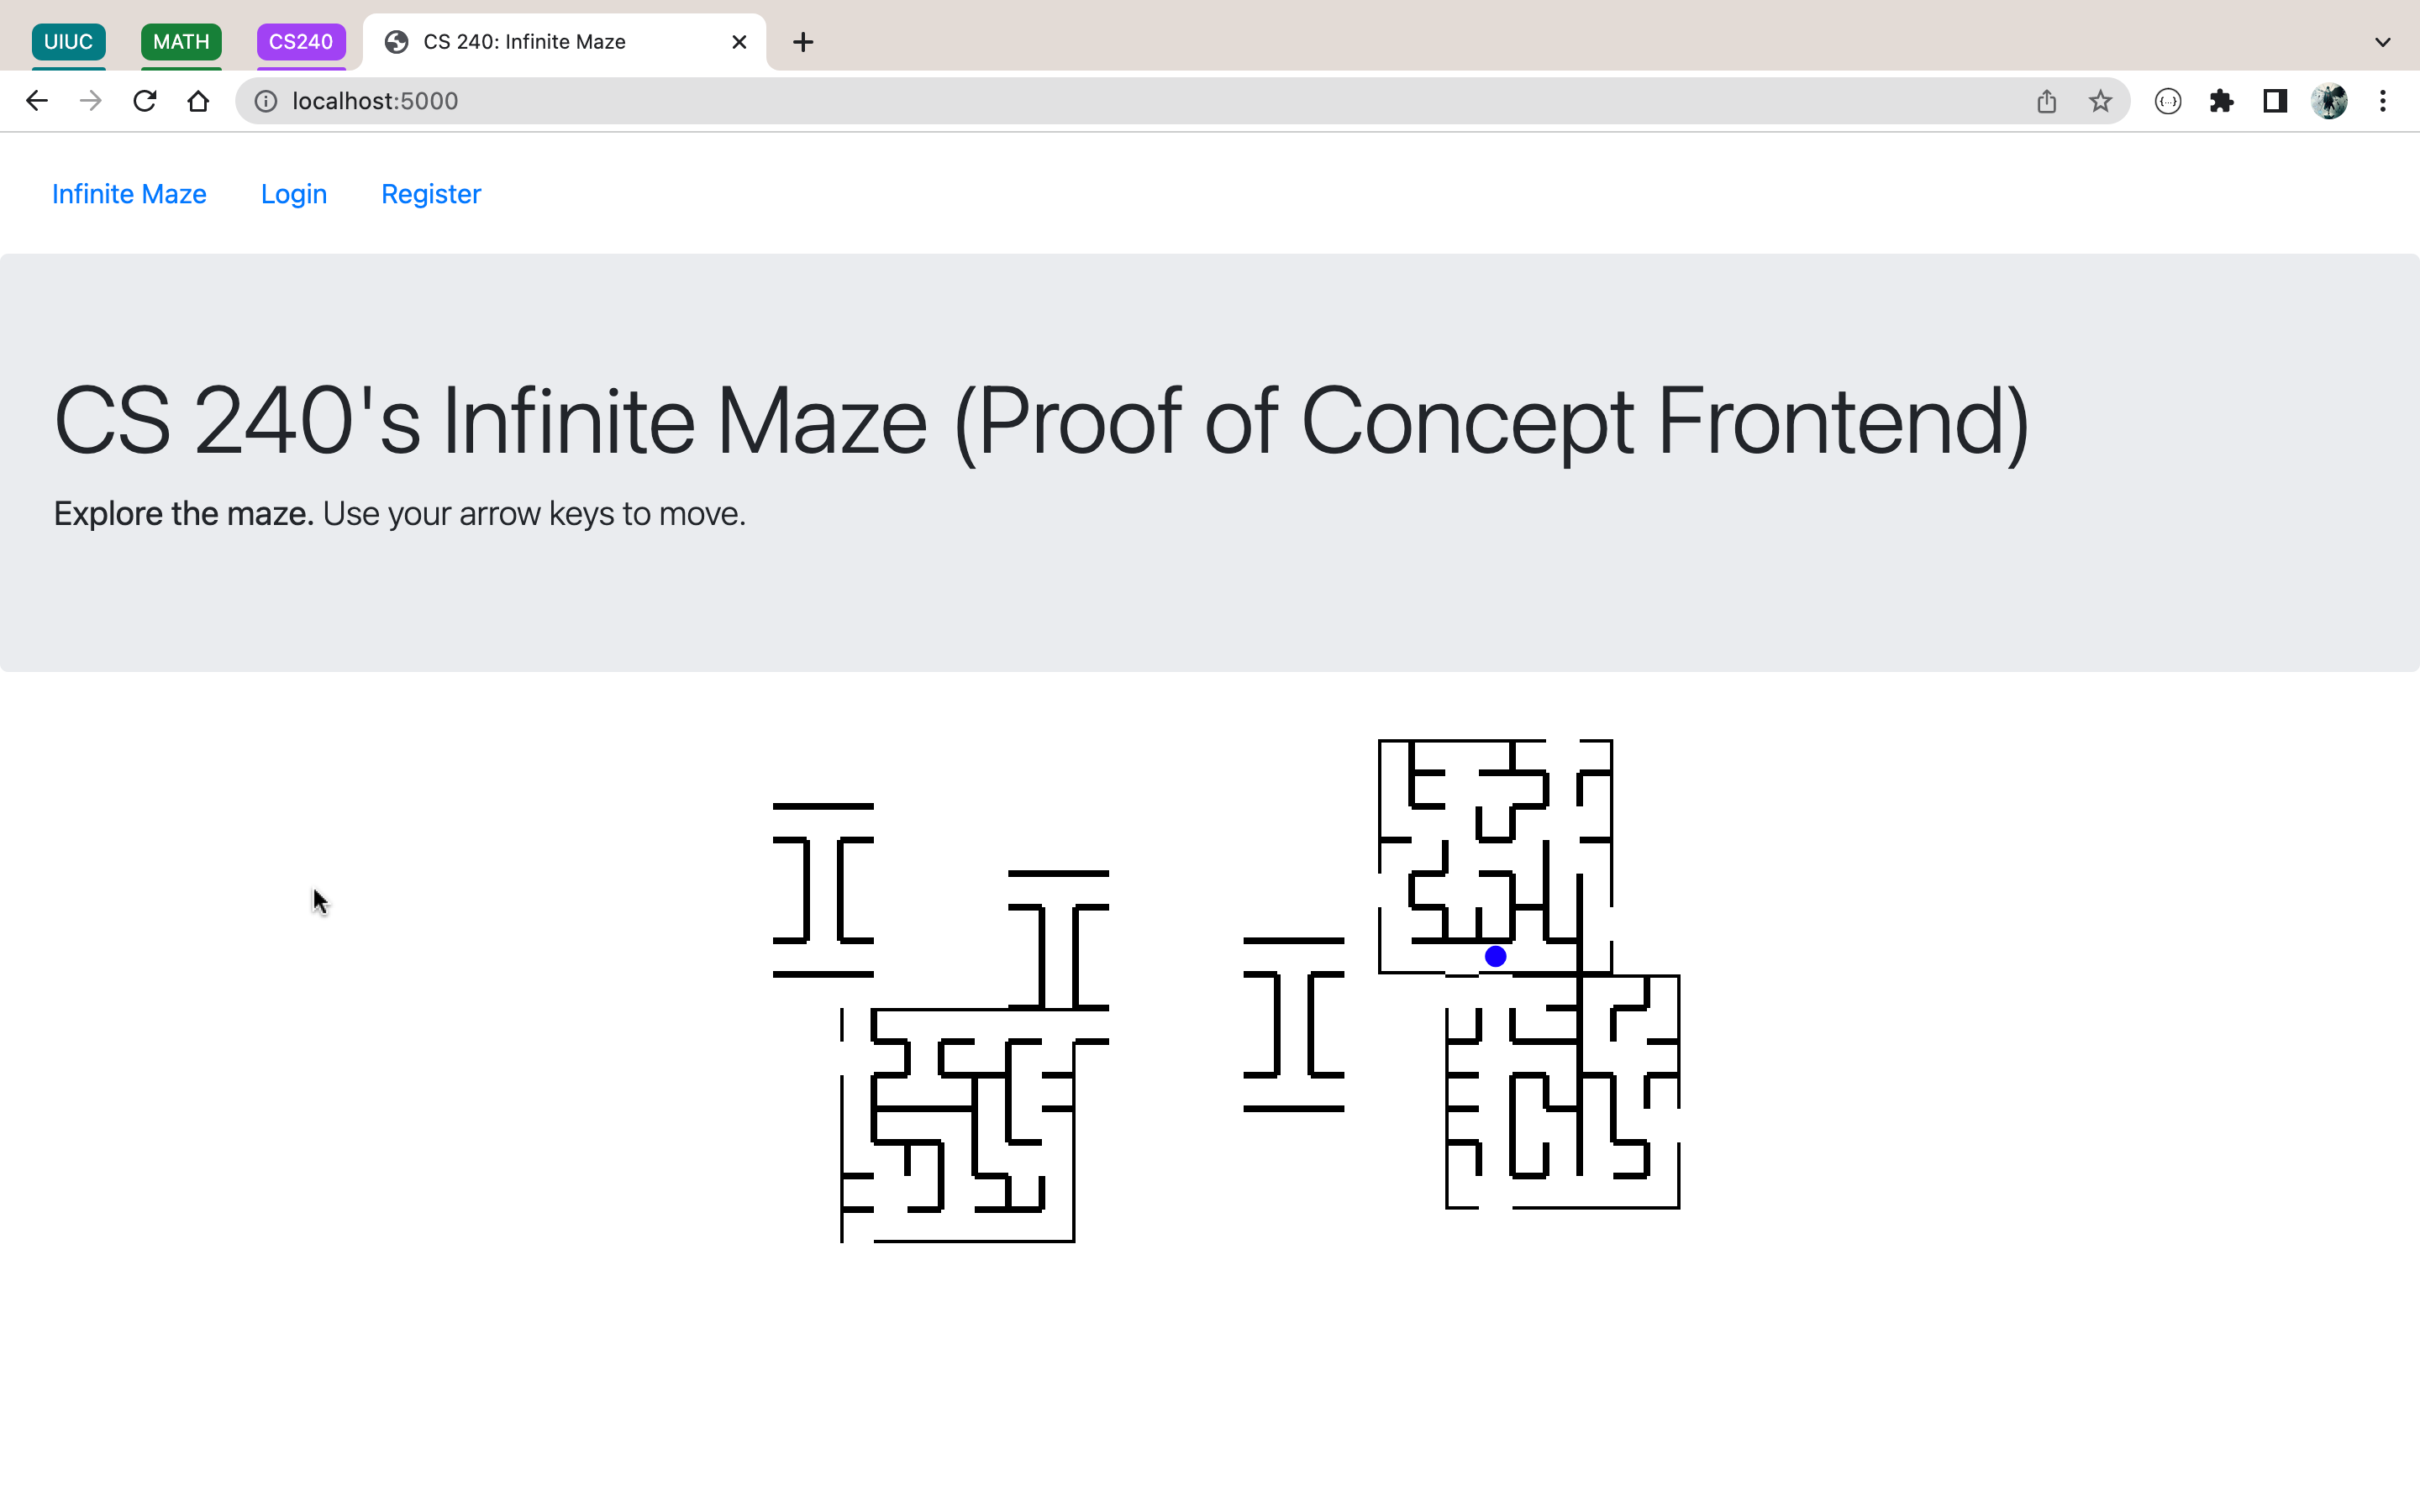 UIUC MATH CS240 CS 240: Infinite Maze
localhost:5000
Infinite Maze Login Register
CS 240's Infinite Maze (Proof of Concept Frontend)
Explore the maze. Use your arrow keys to move.